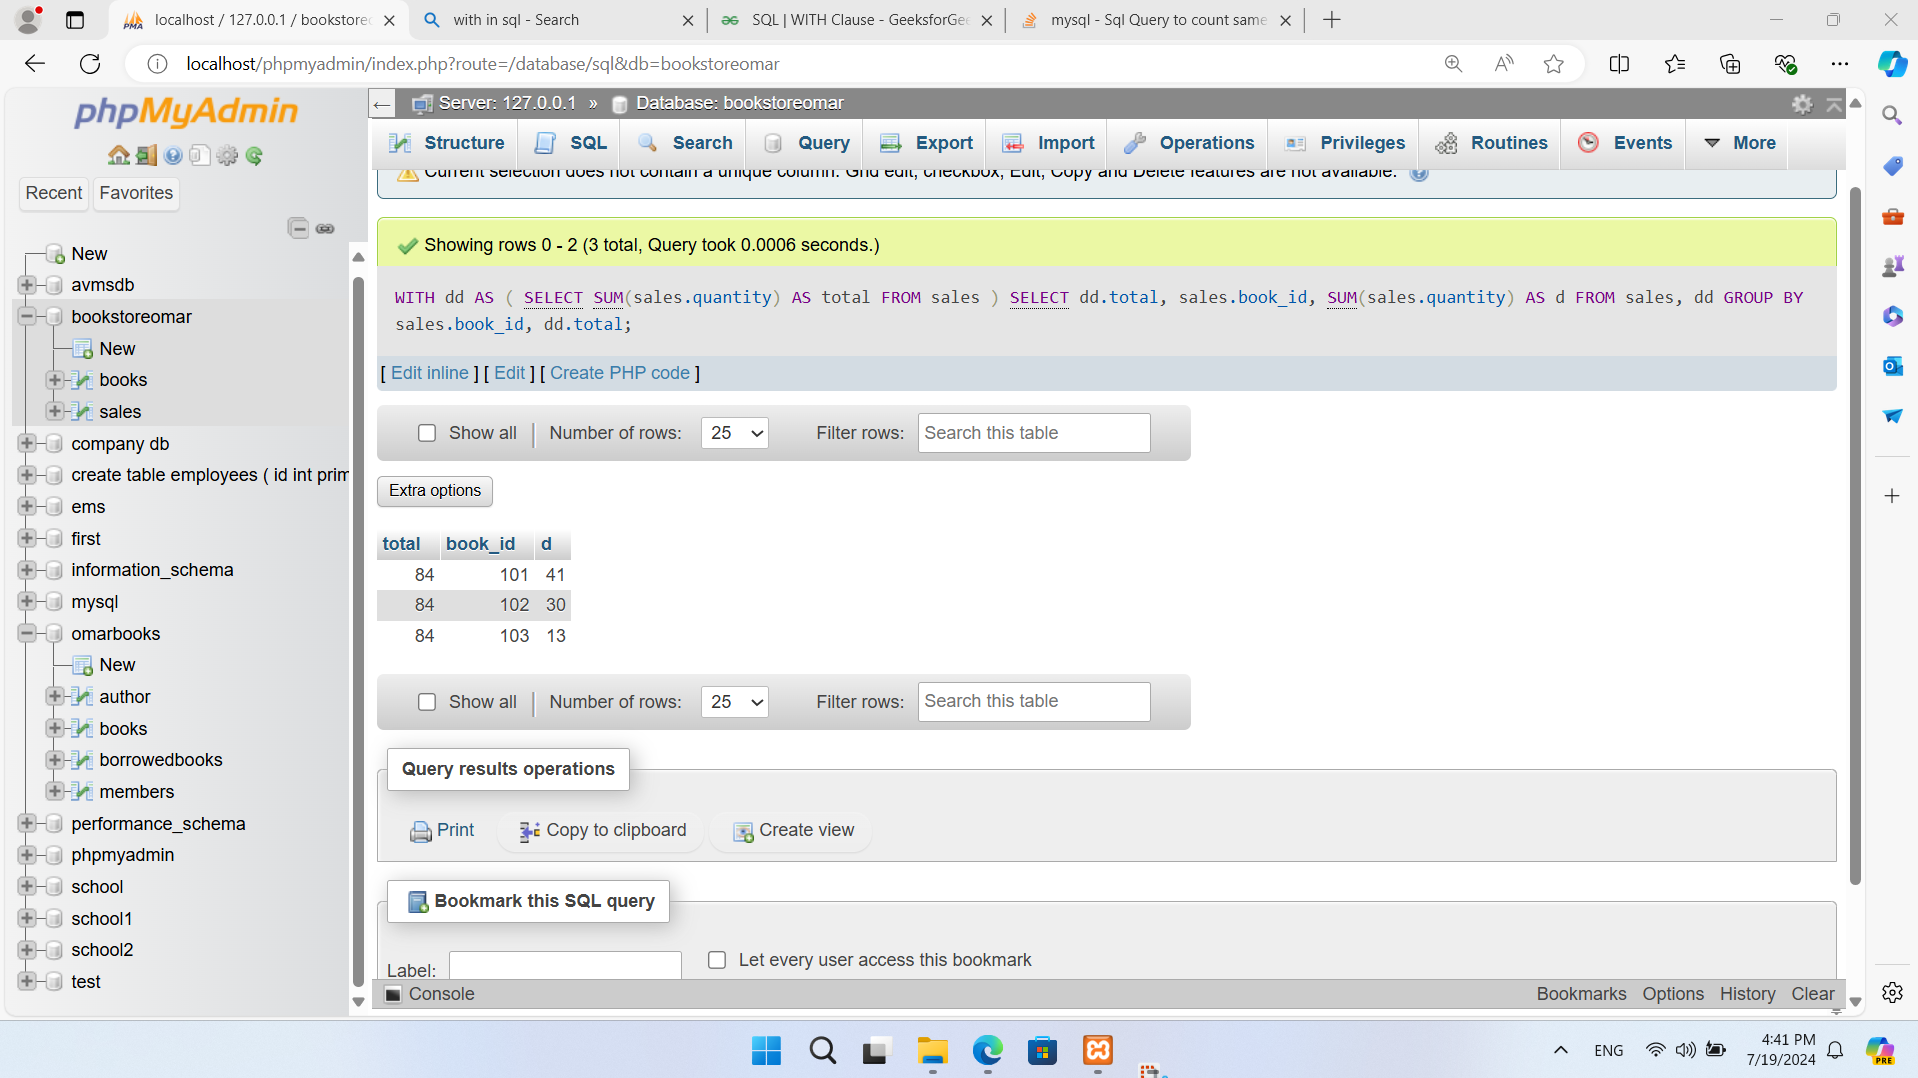 localhost / 127.0.0.1 / bookstore
with in sql - Search
SQL | WITH Clause - GeeksforGee
mysql - Sql Query to count same
localhost/phpmyadmin/index.php?route=/database/sql&db=bookstoreomar
phpMyAdmin
Recent
Favorites
New
avmsdb
bookstoreomar
New
books
sales
company db
create table employees ( id int prim
ems
first
information_schema
mysql
omarbooks
New
author
books
borrowedbooks
members
performance_schema
phpmyadmin
school
school1
school2
test
Server: 127.0.0.1 » Database: bookstoreomar
Structure
SQL
Search
Query
Export
Import
Operations
Privileges
Routines
Events
More
Current selection does not contain a unique column. Grid edit, checkbox, Edit, Copy and Delete features are not available.
Showing rows 0 - 2 (3 total, Query took 0.0006 seconds.)
WITH dd AS ( SELECT SUM(sales.quantity) AS total FROM sales ) SELECT dd.total, sales.book_id, SUM(sales.quantity) AS d FROM sales, dd GROUP BY
sales.book_id, dd.total;
[ Edit inline ] [ Edit ] [ Create PHP code ]
Show all | Number of rows: 25 Filter rows: Search this table
Extra options
total book_id d
84 101 41
84 102 30
84 103 13
Show all | Number of rows: 25 Filter rows: Search this table
Query results operations
Print
Copy to clipboard
Create view
Bookmark this SQL query
Label:
Let every user access this bookmark
Console
Bookmarks Options History Clear
ENG
4:41 PM
7/19/2024
PRE